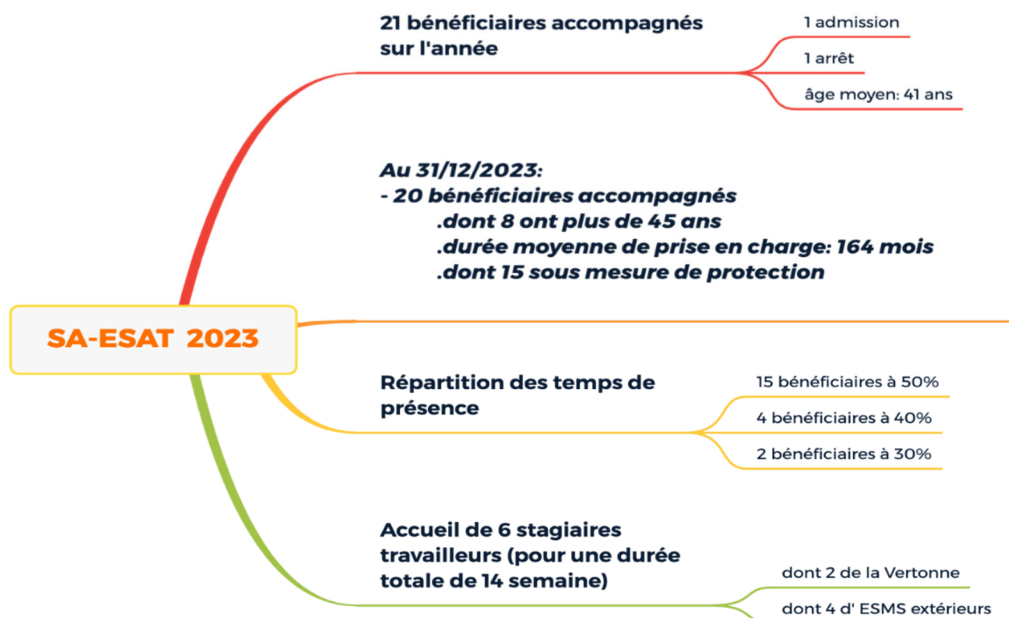 21 bénéficiaires accompagnés
sur l'année
1 admission
1 arrêt
âge moyen: 41 ans
Au 31/12/2023:
- 20 bénéficiaires accompagnés
.dont 8 ont plus de 45 ans
.durée moyenne de prise en charge: 164 mois
.dont 15 sous mesure de protection
SA-ESAT 2023
Répartition des temps de
présence
15 bénéficiaires à 50%
4 bénéficiaires à 40%
2 bénéficiaires à 30%
Accueil de 6 stagiaires
travailleurs (pour une durée
totale de 14 semaine)
dont 2 de la Vertonne
dont 4 d' ESMS extérieurs